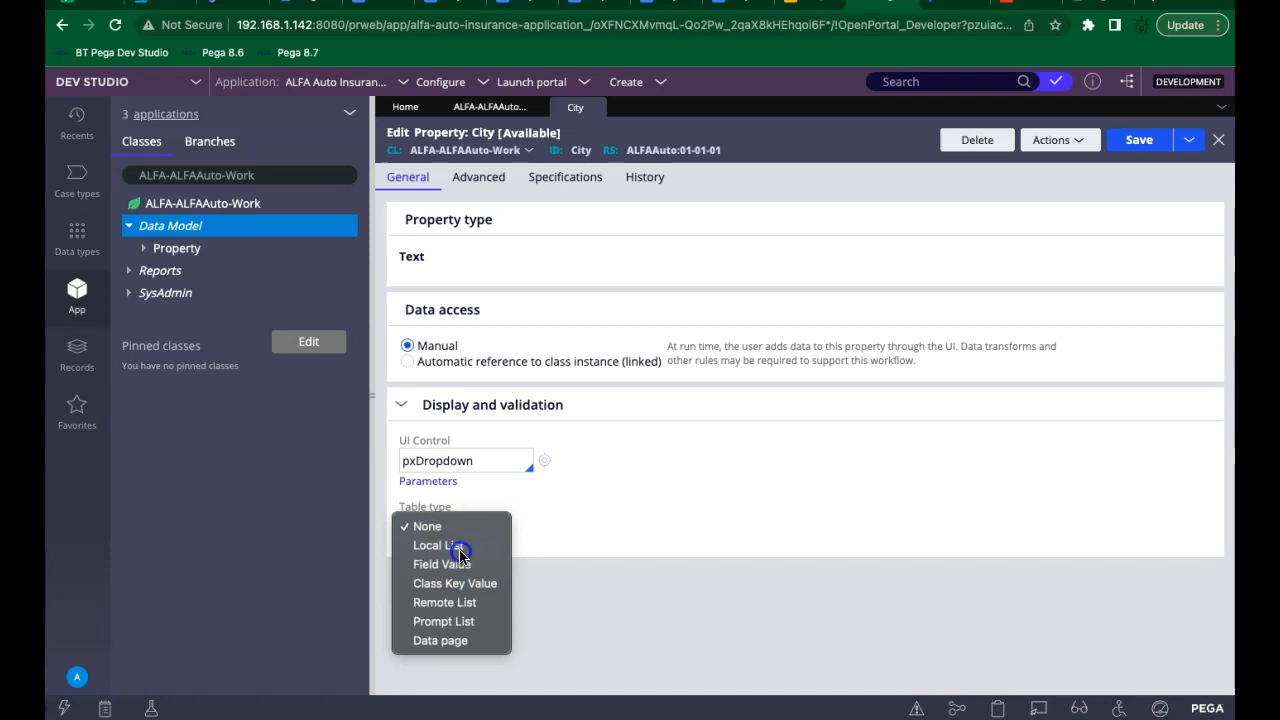 Not Secure 192.168.1.142:8080/prweb/app/alfa-auto-insurance-application_/oXFNCXMvmqL-Qo2Pw_2qaX8kHEhqoi6F*/!OpenPortal_Developer?pzuiac... Update
BT Pega Dev Studio Pega 8.6 Pega 8.7
DEV STUDIO Application: ALFA Auto Insuran... Configure Launch portal Create Search DEVELOPMENT
Recents
Case types
Data types
App
Records
Favorites
A
3 applications
Classes Branches
ALFA-ALFAAuto-Work
ALFA-ALFAAuto-Work
Data Model
Property
Reports
SysAdmin
Pinned classes Edit
You have no pinned classes
Home ALFA-ALFAAuto... City
Edit Property: City [Available]
CL: ALFA-ALFAAuto-Work ID: City RS: ALFAAuto:01-01-01
Delete Actions Save
General Advanced Specifications History
Property type
Text
Data access
Manual
Automatic reference to class instance (linked)
At run time, the user adds data to this property through the UI. Data transforms and
other rules may be required to support this workflow.
Display and validation
UI Control
pxDropdown
Parameters
Table type
None
Local List
Field Value
Class Key Value
Remote List
Prompt List
Data page
PEGA